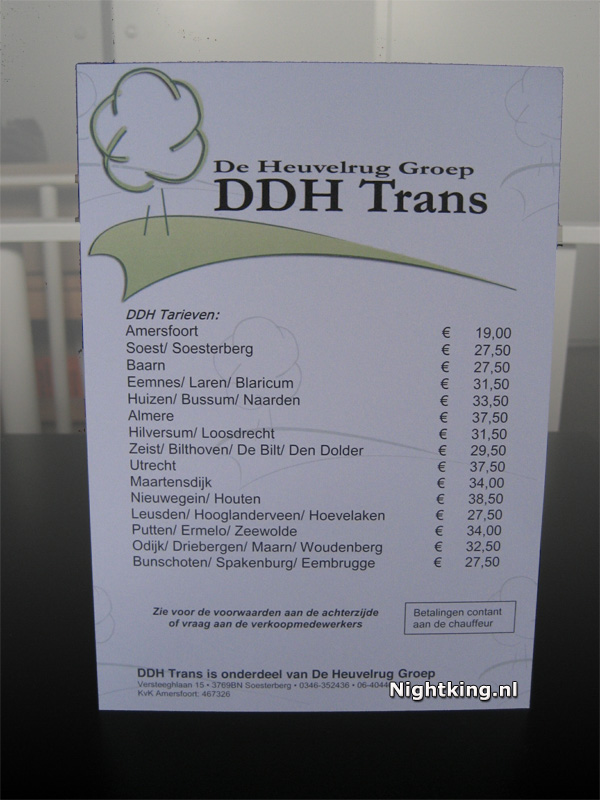 De Heuvelrug Groep
DDH Trans
DDH Tarieven:
Amersfoort € 19,00
Soest/ Soesterberg € 27,50
Baarn € 27,50
Eemnes/ Laren/ Blaricum € 31,50
Huizen/ Bussum/ Naarden € 33,50
Almere € 37,50
Hilversum/ Loosdrecht € 31,50
Zeist/ Bilthoven/ De Bilt/ Den Dolder € 29,50
Utrecht € 37,50
Maartensdijk € 34,00
Nieuwegein/ Houten € 38,50
Leusden/ Hooglanderveen/ Hoevelaken € 27,50
Putten/ Ermelo/ Zeewolde € 34,00
Odijk/ Driebergen/ Maarn/ Woudenberg € 32,50
Bunschoten/ Spakenburg/ Eembrugge € 27,50
Zie voor de voorwaarden aan de achterzijde
of vraag aan de verkoopmedewerkers
Betalingen contant
aan de chauffeur
DDH Trans is onderdeel van De Heuvelrug Groep
Versteeghlaan 15 • 3769BN Soesterberg • 0346-352436
KvK Amersfoort: 467326
Nightking.nl